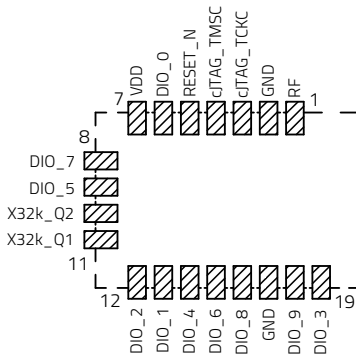 VDD
DIO_0
RESET_N
cJTAG_TMSC
cJTAG_TCKC
GND
RF
7
1
8
DIO_7
DIO_5
X32k_Q2
X32k_Q1
11
12
19
DIO_2
DIO_1
DIO_4
DIO_6
DIO_8
GND
DIO_9
DIO_3